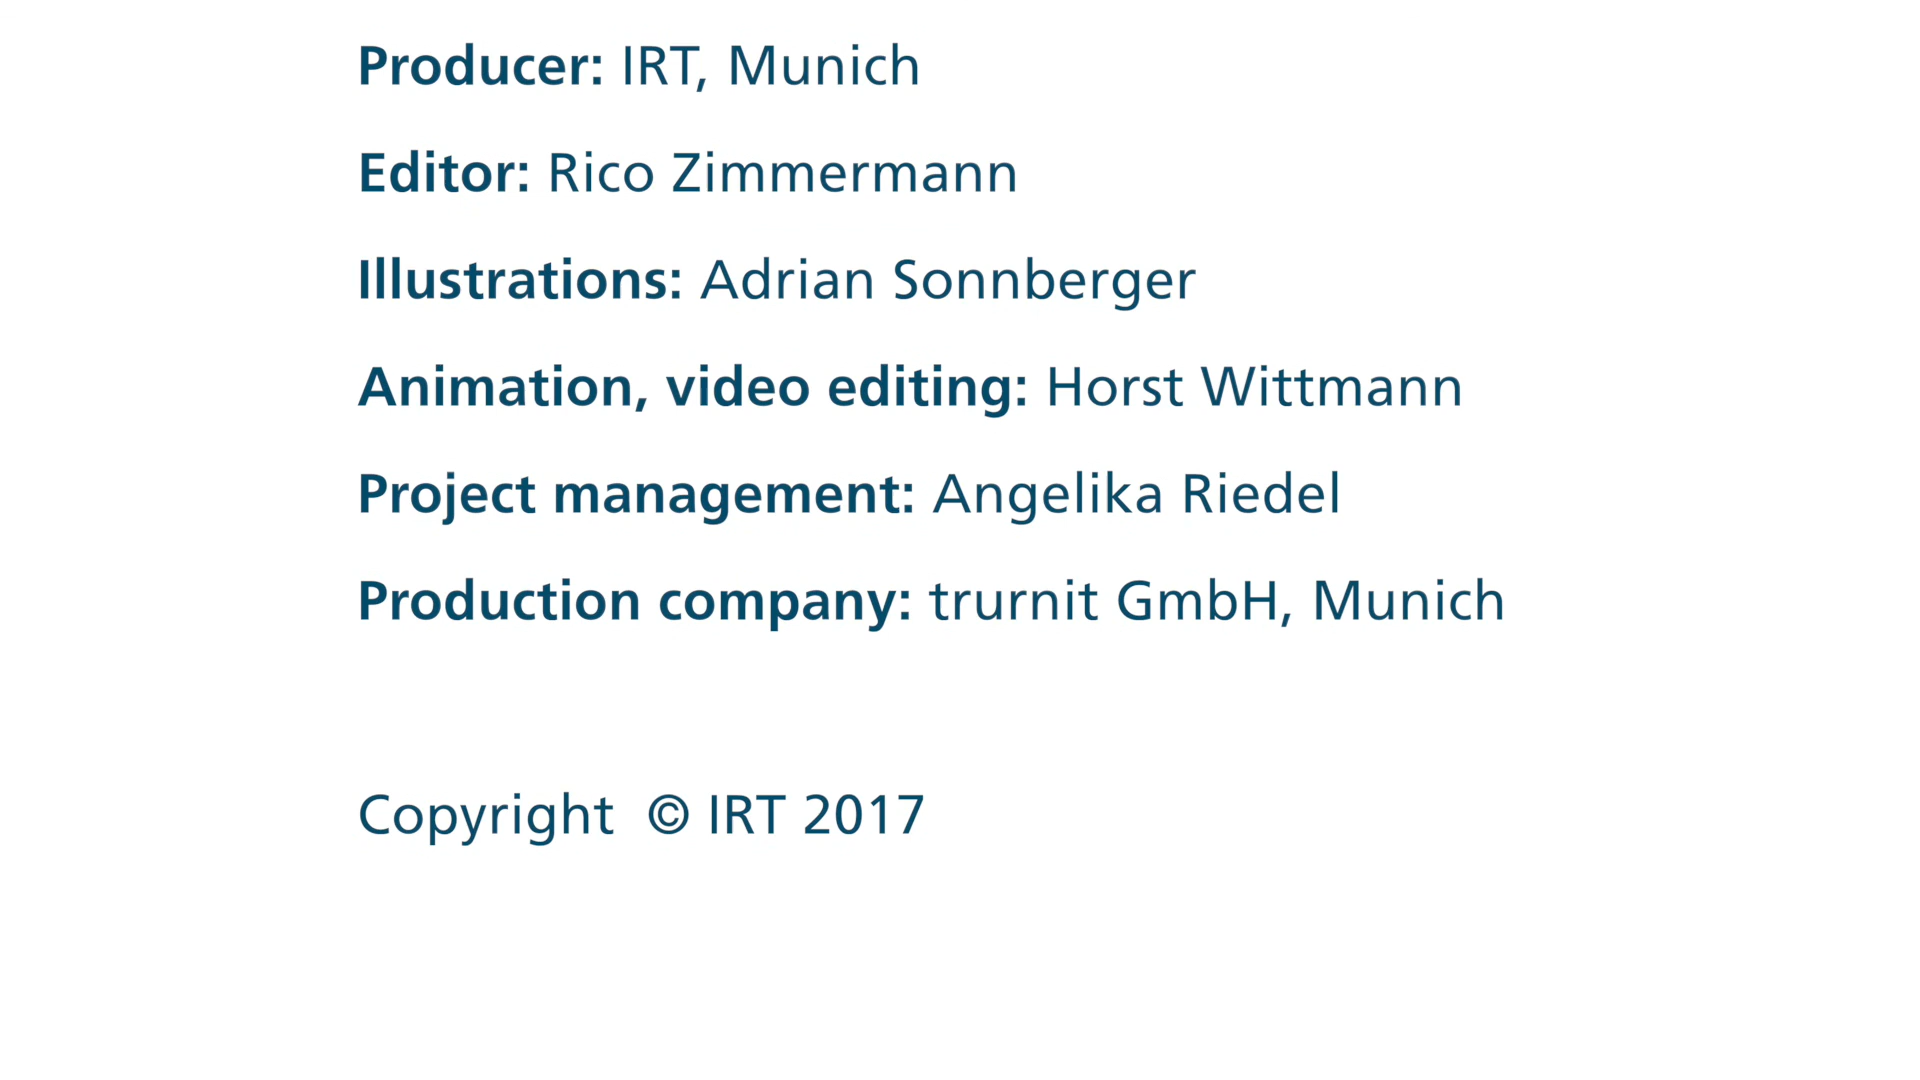 Producer: IRT, Munich
Editor: Rico Zimmermann
Illustrations: Adrian Sonnberger
Animation, video editing: Horst Wittmann
Project management: Angelika Riedel
Production company: trurnit GmbH, Munich
Copyright  © IRT 2017